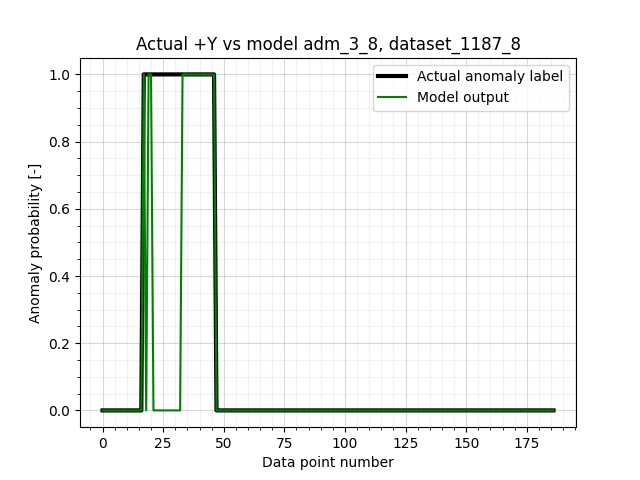 Actual +Y vs model adm_3_8, dataset_1187_8
Actual anomaly label
Model output
Anomaly probability [-]
1.0
0.8
0.6
0.4
0.2
0.0
0 25 50 75 100 125 150 175
Data point number